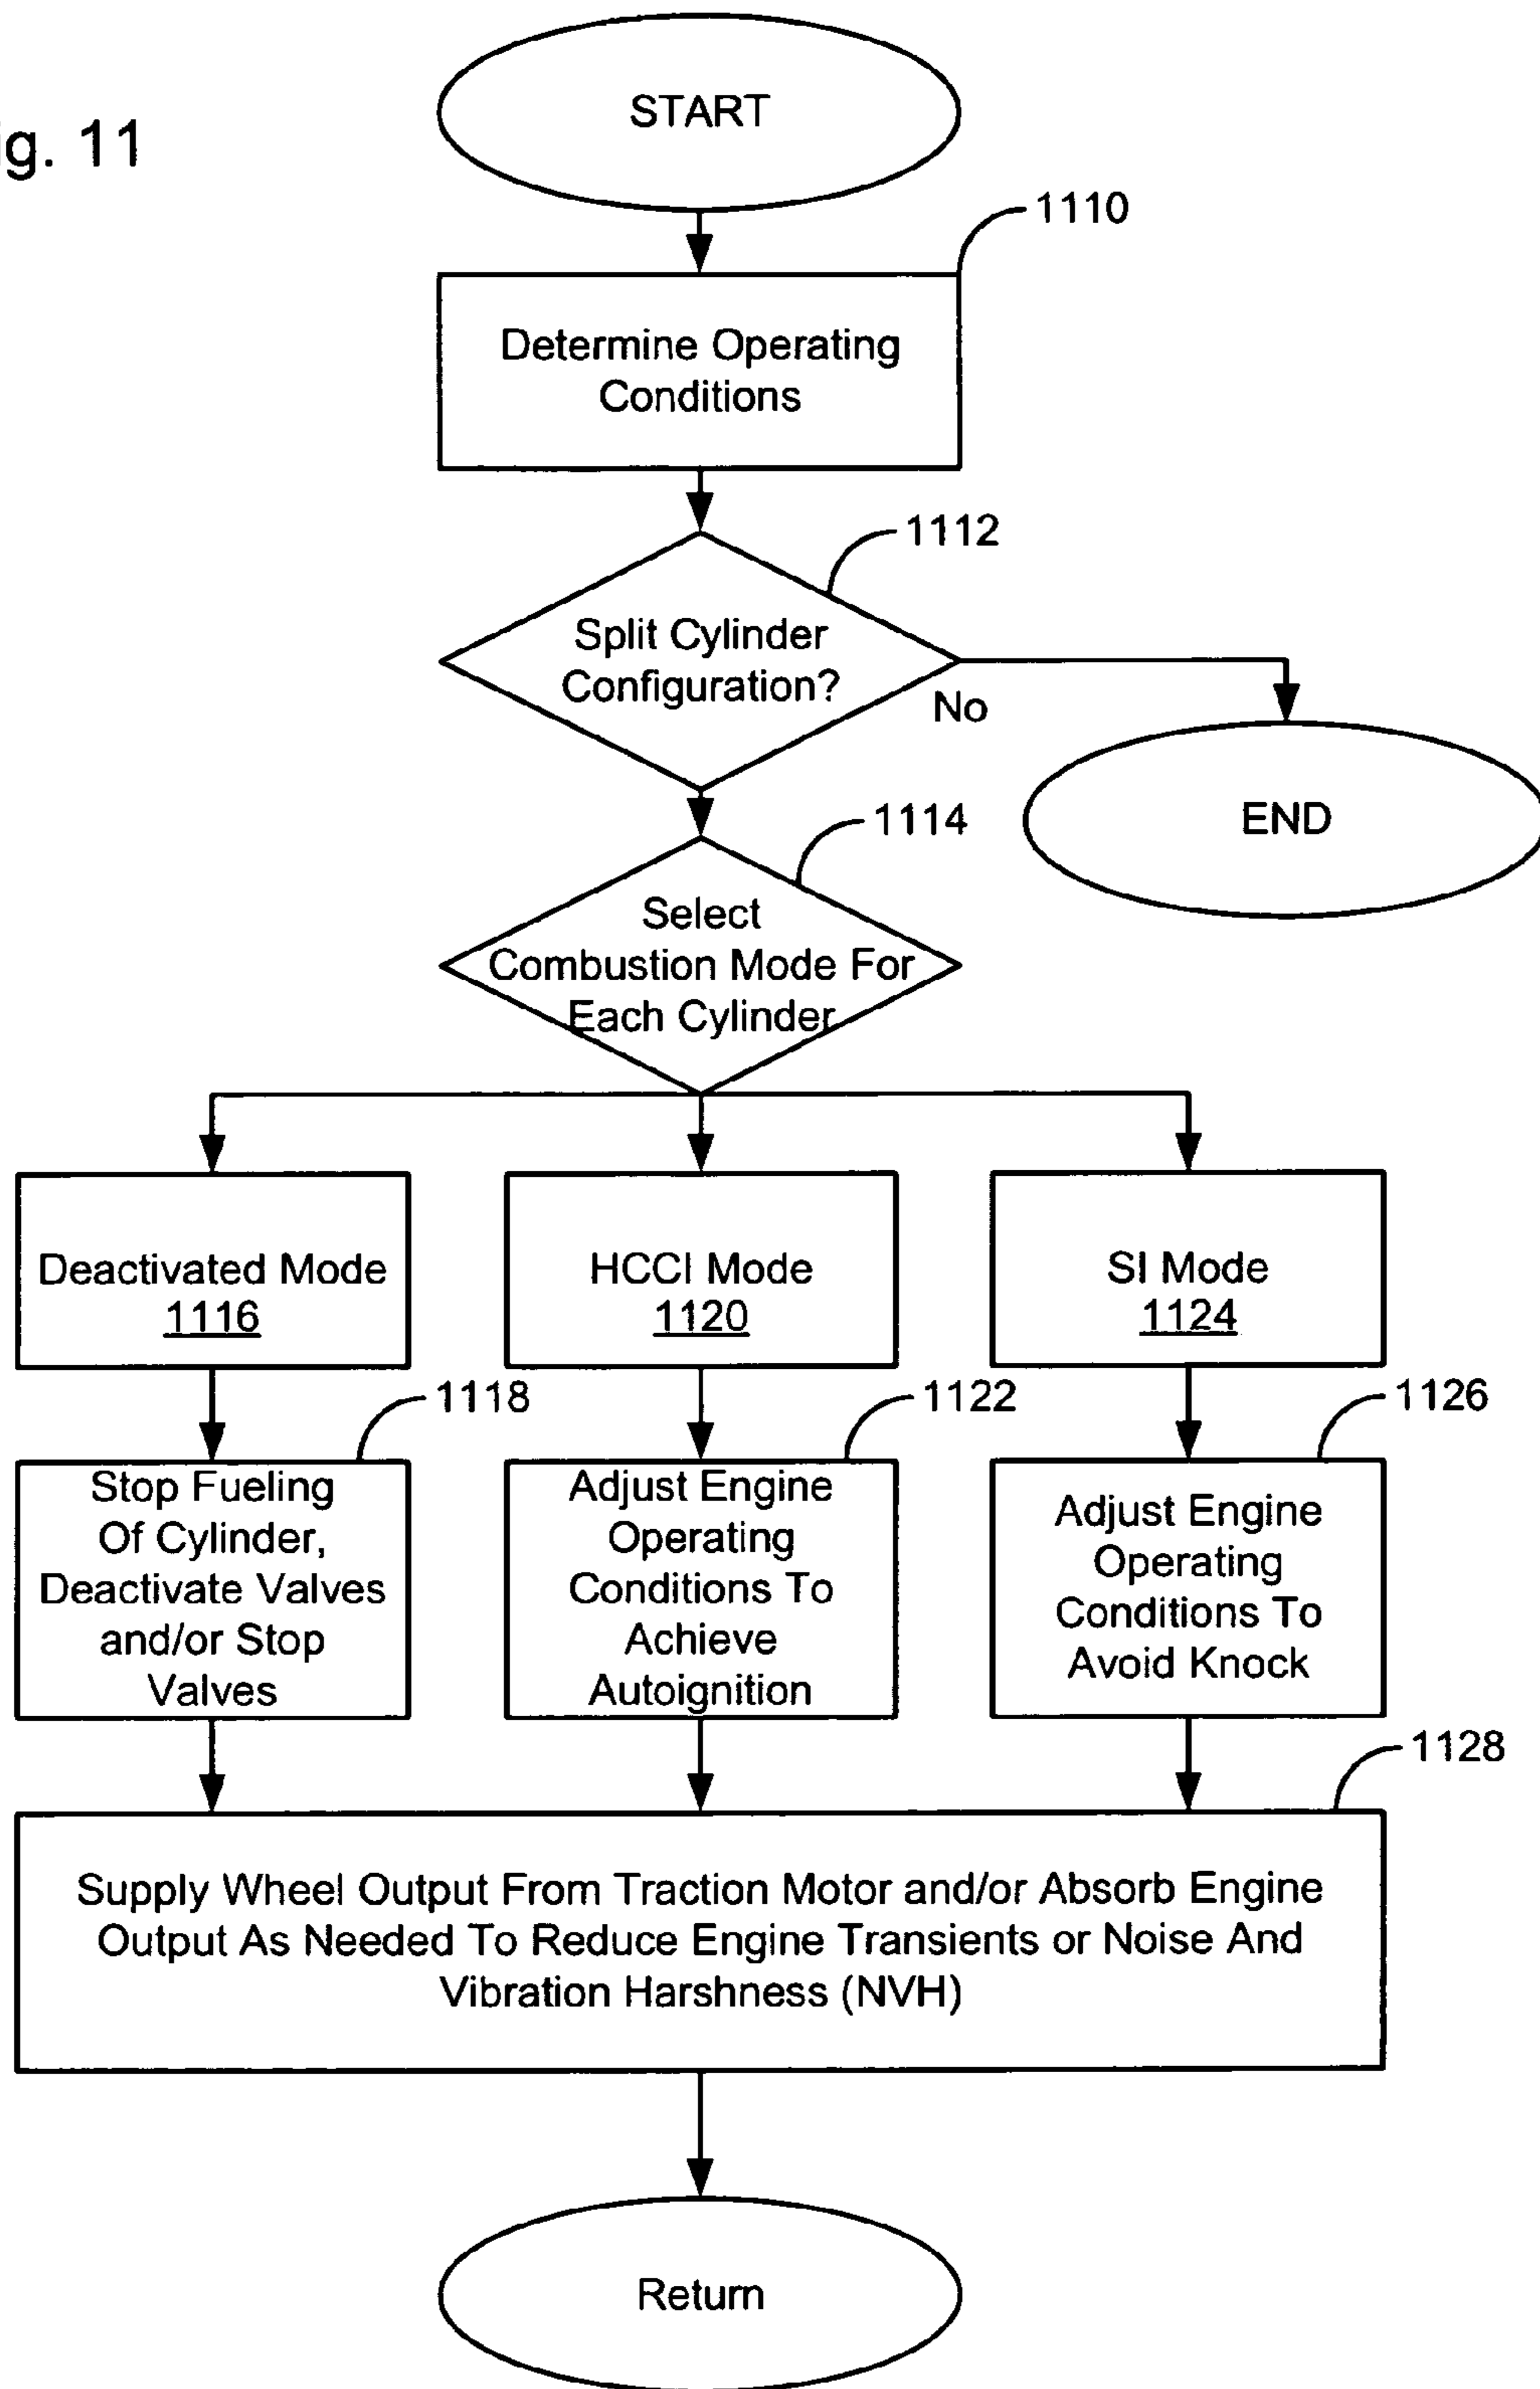 ig. 11
START
1110
Determine Operating
Conditions
1112
Split Cylinder
Configuration?
No
END
1114
Select
Combustion Mode For
Each Cylinder
Deactivated Mode
1116
HCCI Mode
1120
SI Mode
1124
1118
Stop Fueling
Of Cylinder,
Deactivate Valves
and/or Stop
Valves
1122
Adjust Engine
Operating
Conditions To
Achieve
Autoignition
1126
Adjust Engine
Operating
Conditions To
Avoid Knock
1128
Supply Wheel Output From Traction Motor and/or Absorb Engine
Output As Needed To Reduce Engine Transients or Noise And
Vibration Harshness (NVH)
Return